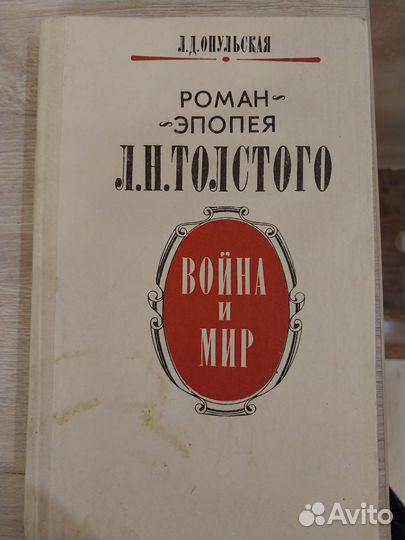 Л.Д.ОПУЛЬСКАЯ
РОМАН-
ЭПОПЕЯ
Л.Н.ТОЛСТОГО
ВОЙНА
И
МИР
Avito